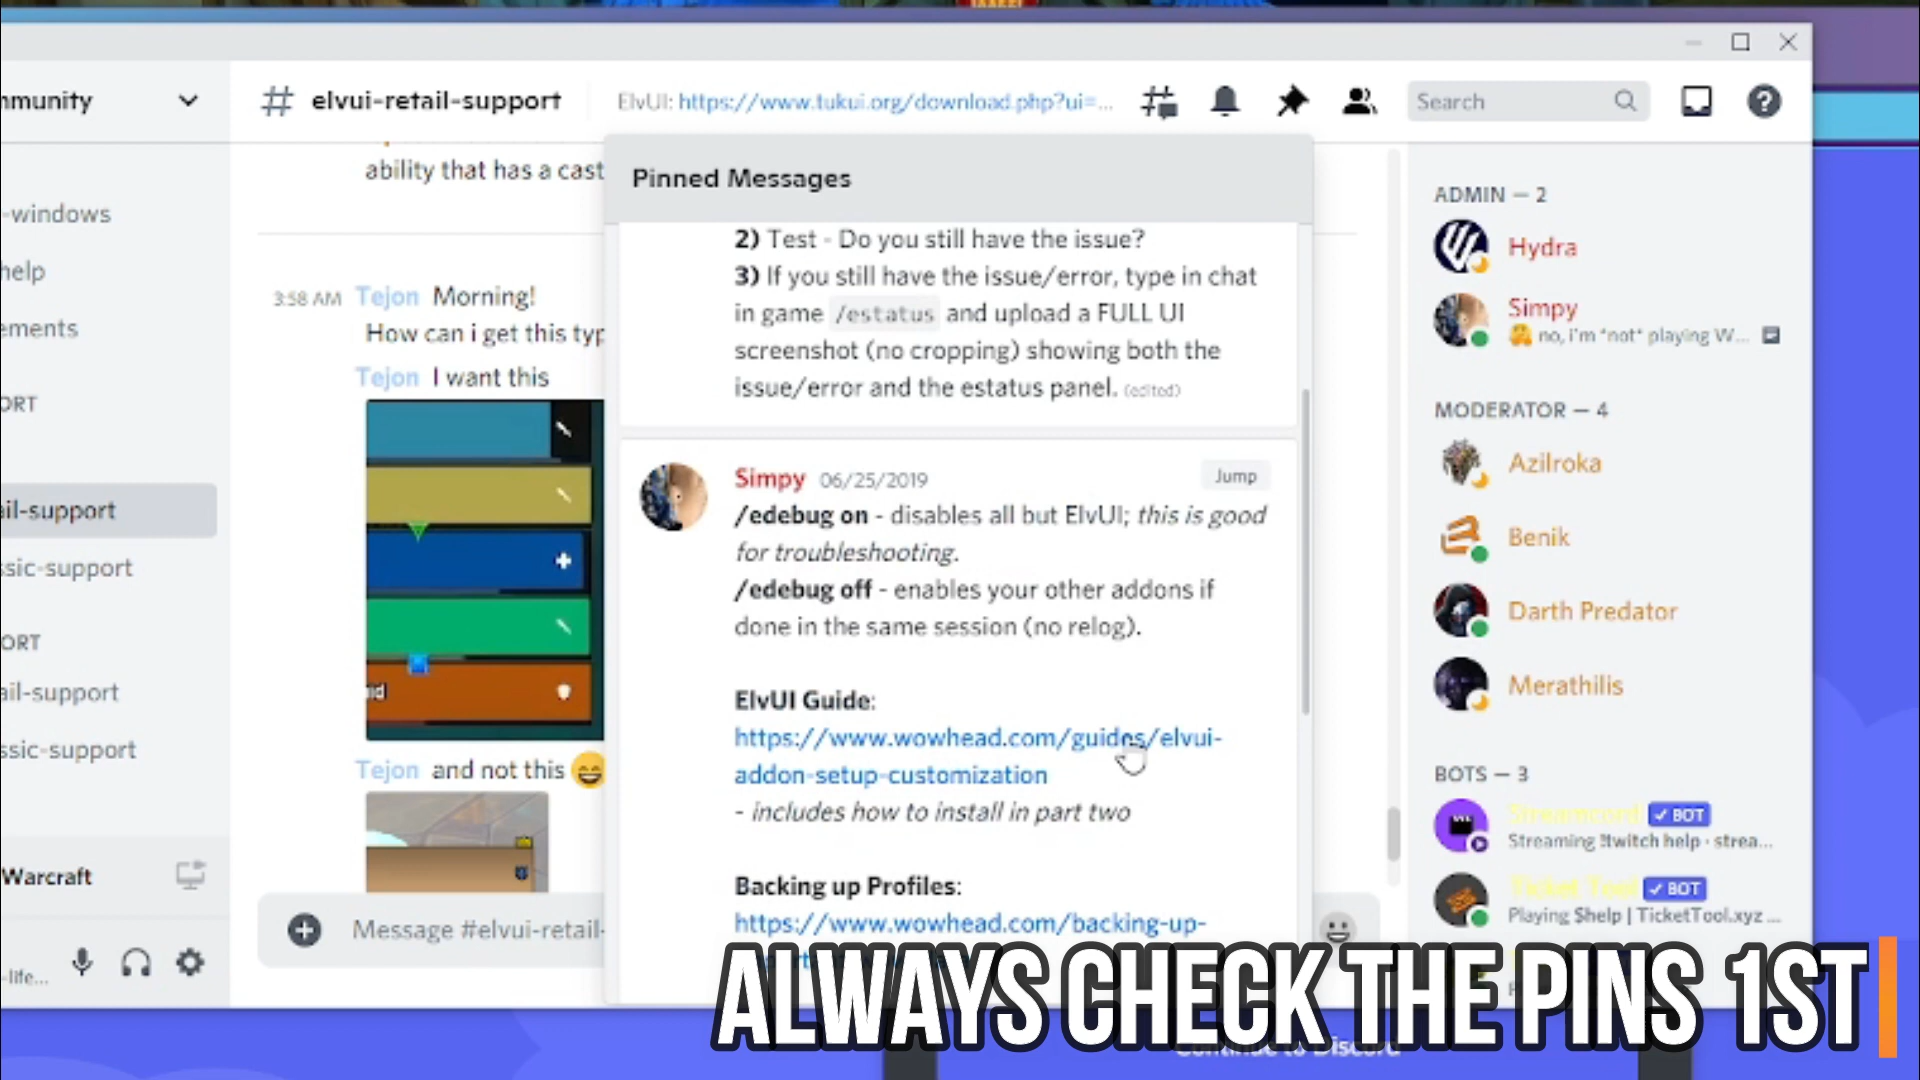 mmunity
# elvui-retail-support
ElvUI: https://www.tukui.org/download.php?ui=...
Search
-windows
help
ements
ORT
ail-support
ssic-support
ORT
ail-support
ssic-support
Warcraft
-life...
ability that has a cast
3:58 AM Tejon Morning!
How can i get this typ
Tejon I want this
Tejon and not this 😄
Message #elvui-retail-
Pinned Messages
2) Test - Do you still have the issue?
3) If you still have the issue/error, type in chat
in game /estatus and upload a FULL UI
screenshot (no cropping) showing both the
issue/error and the estatus panel. (edited)
Simpy 06/25/2019
Jump
/edebug on - disables all but ElvUI; this is good
for troubleshooting.
/edebug off - enables your other addons if
done in the same session (no relog).
ElvUI Guide:
https://www.wowhead.com/guides/elvui-
addon-setup-customization
- includes how to install in part two
Backing up Profiles:
https://www.wowhead.com/backing-up-
ADMIN — 2
Hydra
Simpy
🤗 no, i'm *not* playing W...
MODERATOR — 4
Azilroka
Benik
Darth Predator
Merathilis
BOTS — 3
Streamcord ✓ BOT
Streaming !twitch help · strea...
Ticket Tool ✓ BOT
Playing $help | TicketTool.xyz ...
ALWAYS CHECK THE PINS 1ST
Continue to Discord